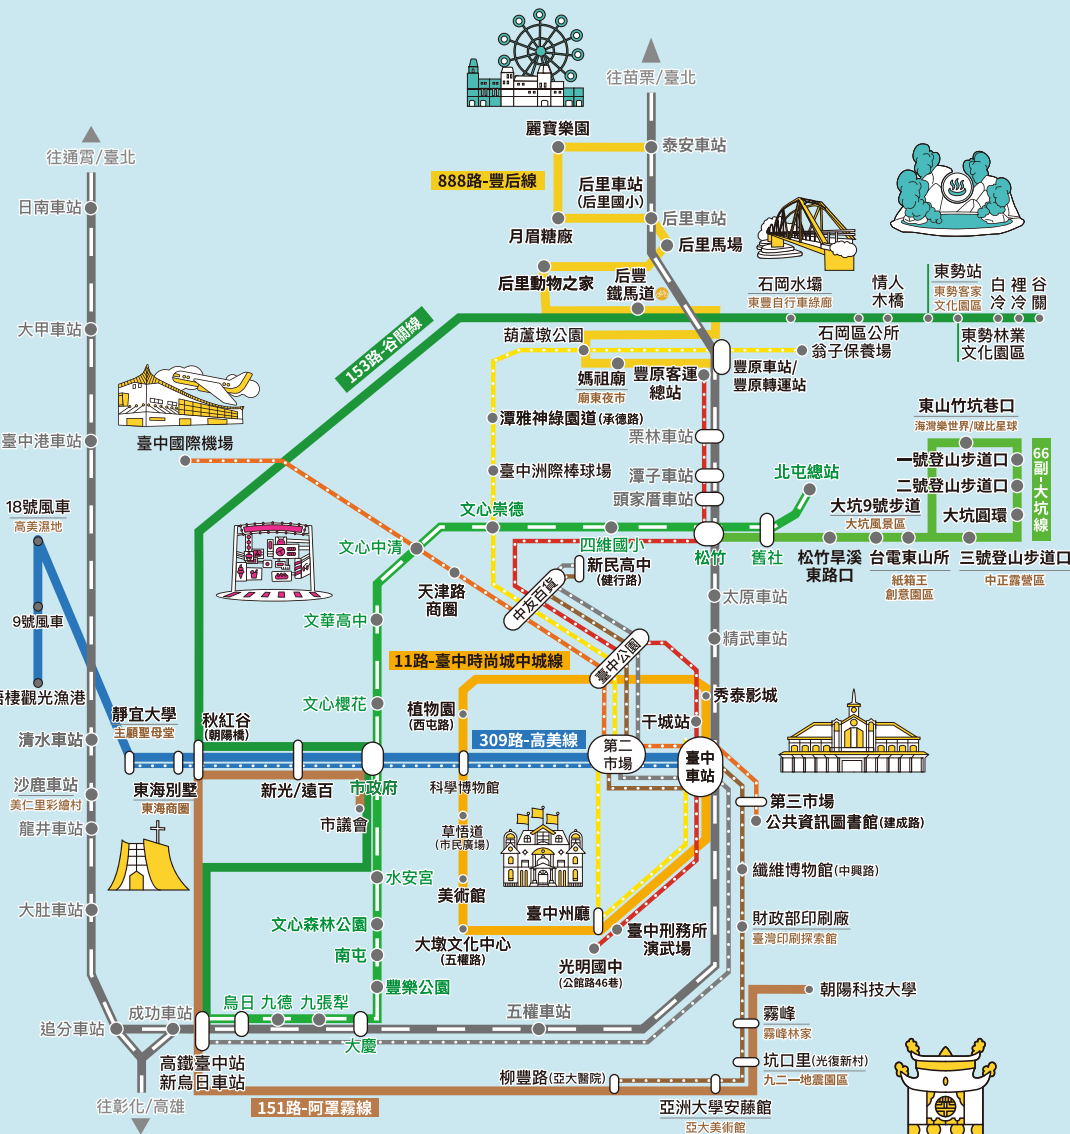 往苗栗/臺北
麗寶樂園
泰安車站
888路-豐后線
后里車站
(后里國小)
后里車站
月眉糖廠
后里馬場
后里動物之家
后豐
鐵馬道
往通霄/臺北
日南車站
大甲車站
臺中港車站
153路-谷關線
石岡水壩
東豐自行車綠廊
情人
木橋
東勢站
東勢客家
文化園區
白冷
裡冷
谷關
石岡區公所
東勢林業
文化園區
翁子保養場
葫蘆墩公園
媽祖廟
廟東夜市
豐原客運
總站
豐原車站/
豐原轉運站
潭雅神綠園道(承德路)
栗林車站
臺中國際機場
臺中洲際棒球場
潭子車站
頭家厝車站
北屯總站
東山竹坑巷口
海灣樂世界/啵比星球
一號登山步道口
二號登山步道口
大坑圓環
66副-大坑線
大坑9號步道
大坑風景區
18號風車
高美濕地
9號風車
梧棲觀光漁港
文心崇德
文心中清
四維國小
松竹
舊社
松竹旱溪
東路口
台電東山所
紙箱王
創意園區
三號登山步道口
中正露營區
新民高中
(健行路)
天津路
商圈
中友百貨
太原車站
文華高中
臺中公園
精武車站
11路-臺中時尚城中城線
文心櫻花
植物園
(西屯路)
秀泰影城
干城站
靜宜大學
主顧聖母堂
秋紅谷
(朝陽橋)
309路-高美線
第二
市場
臺中
車站
清水車站
沙鹿車站
美仁里彩繪村
龍井車站
東海別墅
東海商圈
新光/遠百
市政府
市議會
科學博物館
草悟道
(市民廣場)
第三市場
公共資訊圖書館(建成路)
水安宮
美術館
纖維博物館(中興路)
大肚車站
文心森林公園
臺中州廳
財政部印刷廠
臺灣印刷探索館
大墩文化中心
(五權路)
臺中刑務所
演武場
南屯
光明國中
(公館路46巷)
豐樂公園
朝陽科技大學
成功車站
烏日
九德
九張犁
五權車站
追分車站
大慶
霧峰
霧峰林家
高鐵臺中站
新烏日車站
坑口里(光復新村)
九二一地震園區
柳豐路(亞大醫院)
往彰化/高雄
151路-阿罩霧線
亞洲大學安藤館
亞大美術館